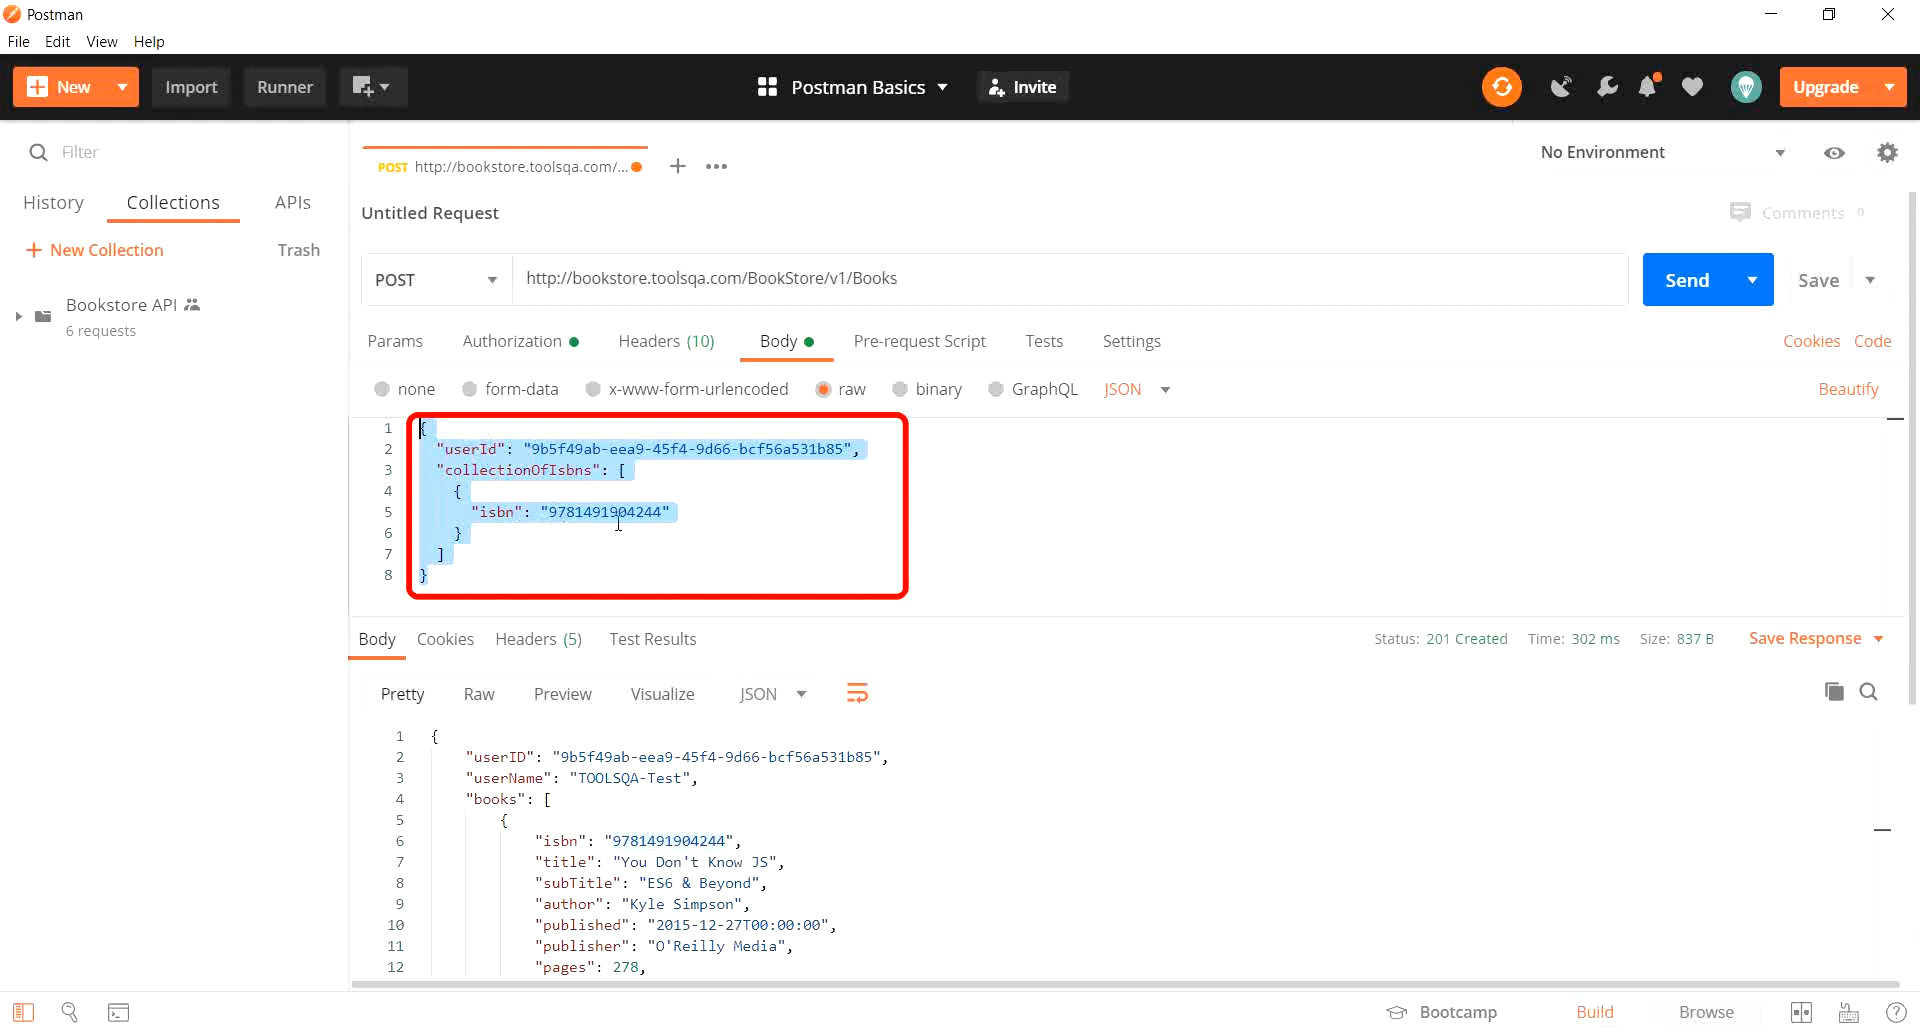 Postman
File Edit View Help
New Import Runner Postman Basics Invite Upgrade
Filter
History Collections APIs
New Collection Trash
Bookstore API
6 requests
POST http://bookstore.toolsqa.com/...
No Environment
Untitled Request
Comments 0
POST http://bookstore.toolsqa.com/BookStore/v1/Books Send Save
Params Authorization Headers (10) Body Pre-request Script Tests Settings Cookies Code
none form-data x-www-form-urlencoded raw binary GraphQL JSON Beautify
1 {
2 "userId": "9b5f49ab-eea9-45f4-9d66-bcf56a531b85",
3 "collectionOfIsbns": [
4 {
5 "isbn": "9781491904244"
6 }
7 ]
8 }
Body Cookies Headers (5) Test Results Status: 201 Created Time: 302 ms Size: 837 B Save Response
Pretty Raw Preview Visualize JSON
1 {
2 "userID": "9b5f49ab-eea9-45f4-9d66-bcf56a531b85",
3 "userName": "TOOLSQA-Test",
4 "books": [
5 {
6 "isbn": "9781491904244",
7 "title": "You Don't Know JS",
8 "subTitle": "ES6 & Beyond",
9 "author": "Kyle Simpson",
10 "published": "2015-12-27T00:00:00",
11 "publisher": "O'Reilly Media",
12 "pages": 278,
Bootcamp Build Browse